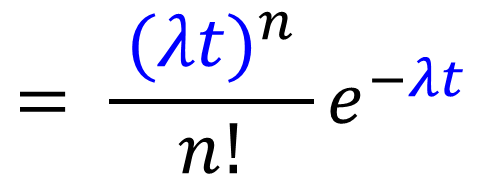 = (λt)^n / n! e^{−λt}